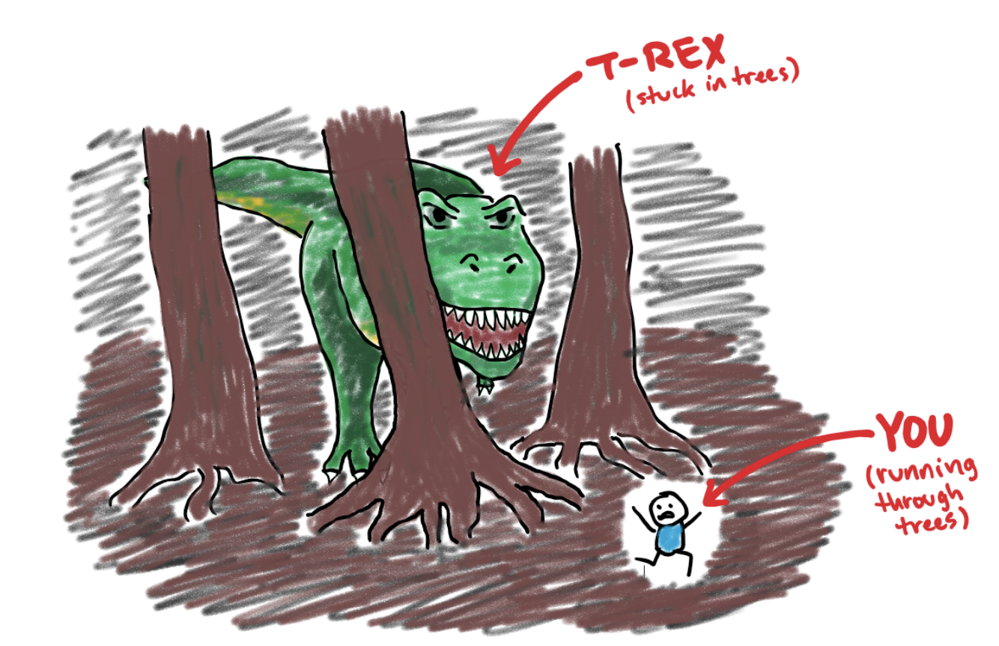 T-REX
(stuck in trees)
YOU
(running
through
trees)